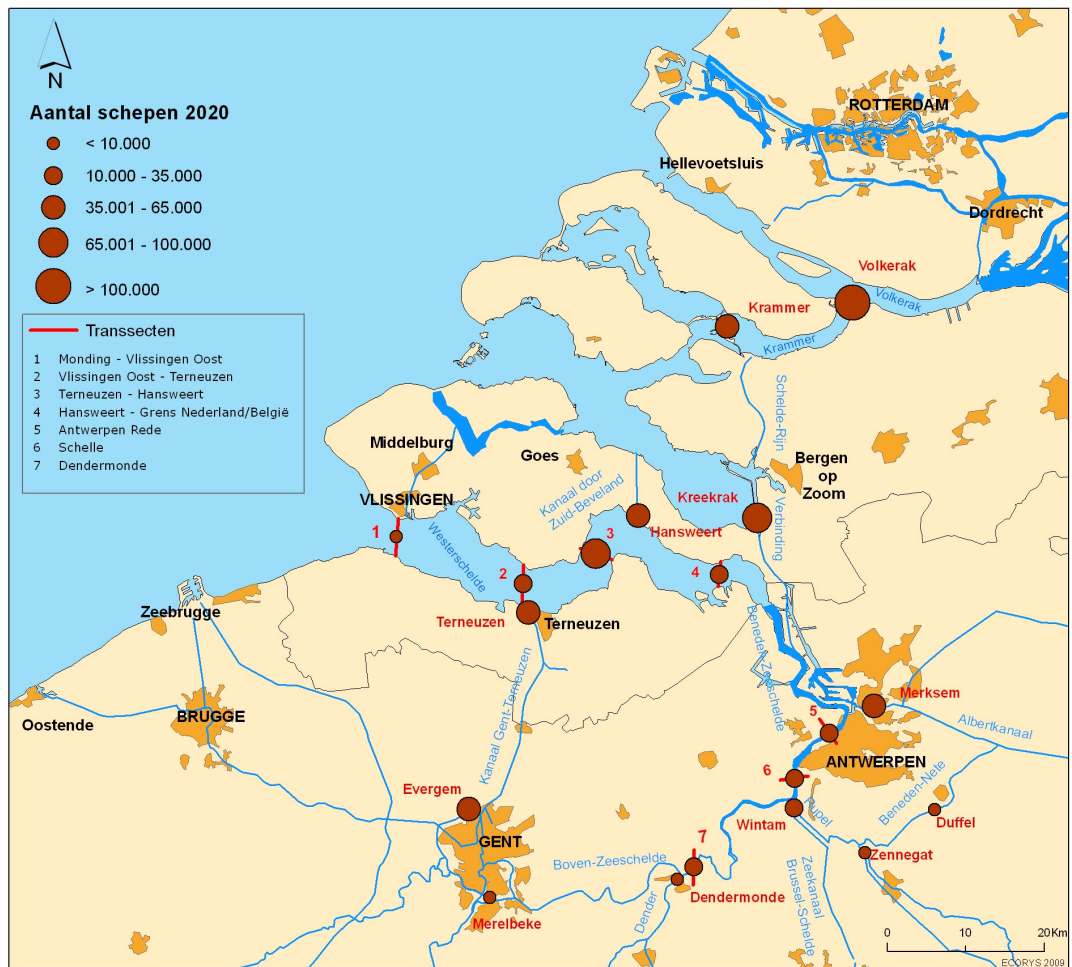 N
Aantal schepen 2020
< 10.000
10.000 - 35.000
35.001 - 65.000
65.001 - 100.000
> 100.000
Transsecten
1 Monding - Vlissingen Oost
2 Vlissingen Oost - Terneuzen
3 Terneuzen - Hansweert
4 Hansweert - Grens Nederland/België
5 Antwerpen Rede
6 Schelle
7 Dendermonde
ROTTERDAM
Hellevoetsluis
Dordrecht
Volkerak
Volkerak
Krammer
Krammer
Schelde-Rijn
Verbinding
Middelburg
Goes
Bergen
op
Zoom
VLISSINGEN
Kanaal door
Zuid-Beveland
Kreekrak
Hansweert
1
Westerschelde
2
3
4
Zeebrugge
Terneuzen
Terneuzen
Beneden-Zeeschelde
Oostende
BRUGGE
Kanaal Gent-Terneuzen
Merksem
Albertkanaal
5
ANTWERPEN
6
Evergem
Wintam
Rupel
Beneden-Nete
Duffel
GENT
7
Boven-Zeeschelde
Zennegat
Zeekanaal
Brussel-Schelde
Dendermonde
Dender
Merelbeke
0 10 20 Km
ECORYS 2009